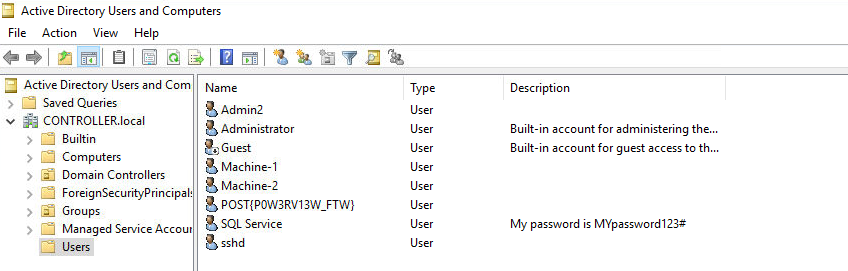 Active Directory Users and Computers
File Action View Help
Active Directory Users and Com
Saved Queries
CONTROLLER.local
Builtin
Computers
Domain Controllers
ForeignSecurityPrincipals
Groups
Managed Service Accour
Users
Name Type Description
Admin2 User
Administrator User Built-in account for administering the...
Guest User Built-in account for guest access to th...
Machine-1 User
Machine-2 User
POST{P0W3RV13W_FTW} User
SQL Service User My password is MYpassword123#
sshd User